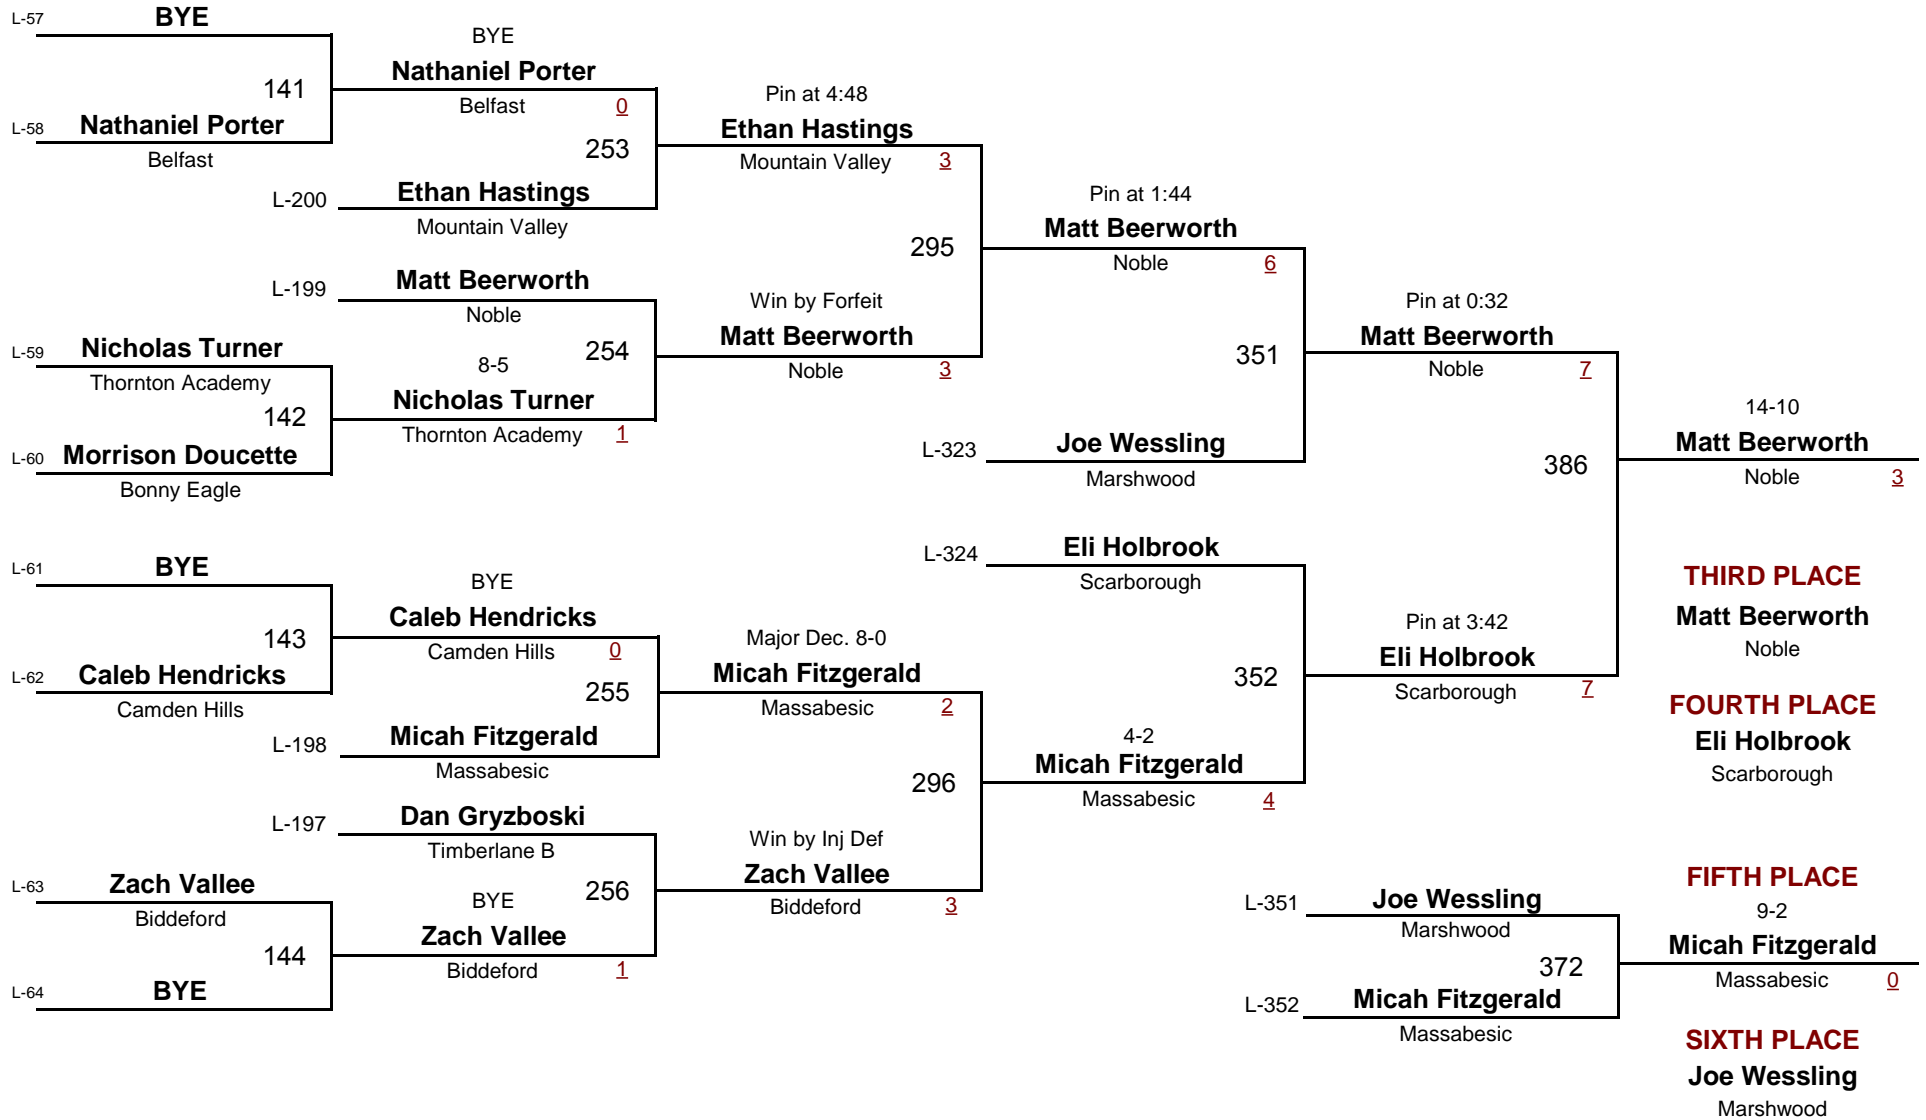 L-57 BYE
141
L-58 Nathaniel Porter
Belfast
BYE
Nathaniel Porter
Belfast 0
253
L-200 Ethan Hastings
Mountain Valley
Pin at 4:48
Ethan Hastings
Mountain Valley 3
L-199 Matt Beerworth
Noble
254
L-59 Nicholas Turner
Thornton Academy
142
L-60 Morrison Doucette
Bonny Eagle
8-5
Nicholas Turner
Thornton Academy 1
Win by Forfeit
Matt Beerworth
Noble 3
295
Pin at 1:44
Matt Beerworth
Noble 6
351
L-323 Joe Wessling
Marshwood
Pin at 0:32
Matt Beerworth
Noble 7
386
14-10
Matt Beerworth
Noble 3
L-61 BYE
143
L-62 Caleb Hendricks
Camden Hills
BYE
Caleb Hendricks
Camden Hills 0
255
L-198 Micah Fitzgerald
Massabesic
Major Dec. 8-0
Micah Fitzgerald
Massabesic 2
296
L-197 Dan Gryzboski
Timberlane B
256
L-63 Zach Vallee
Biddeford
144
L-64 BYE
BYE
Zach Vallee
Biddeford 1
Win by Inj Def
Zach Vallee
Biddeford 3
L-324 Eli Holbrook
Scarborough
352
4-2
Micah Fitzgerald
Massabesic 4
Pin at 3:42
Eli Holbrook
Scarborough 7
THIRD PLACE
Matt Beerworth
Noble
FOURTH PLACE
Eli Holbrook
Scarborough
L-351 Joe Wessling
Marshwood
372
L-352 Micah Fitzgerald
Massabesic
FIFTH PLACE
9-2
Micah Fitzgerald
Massabesic 0
SIXTH PLACE
Joe Wessling
Marshwood